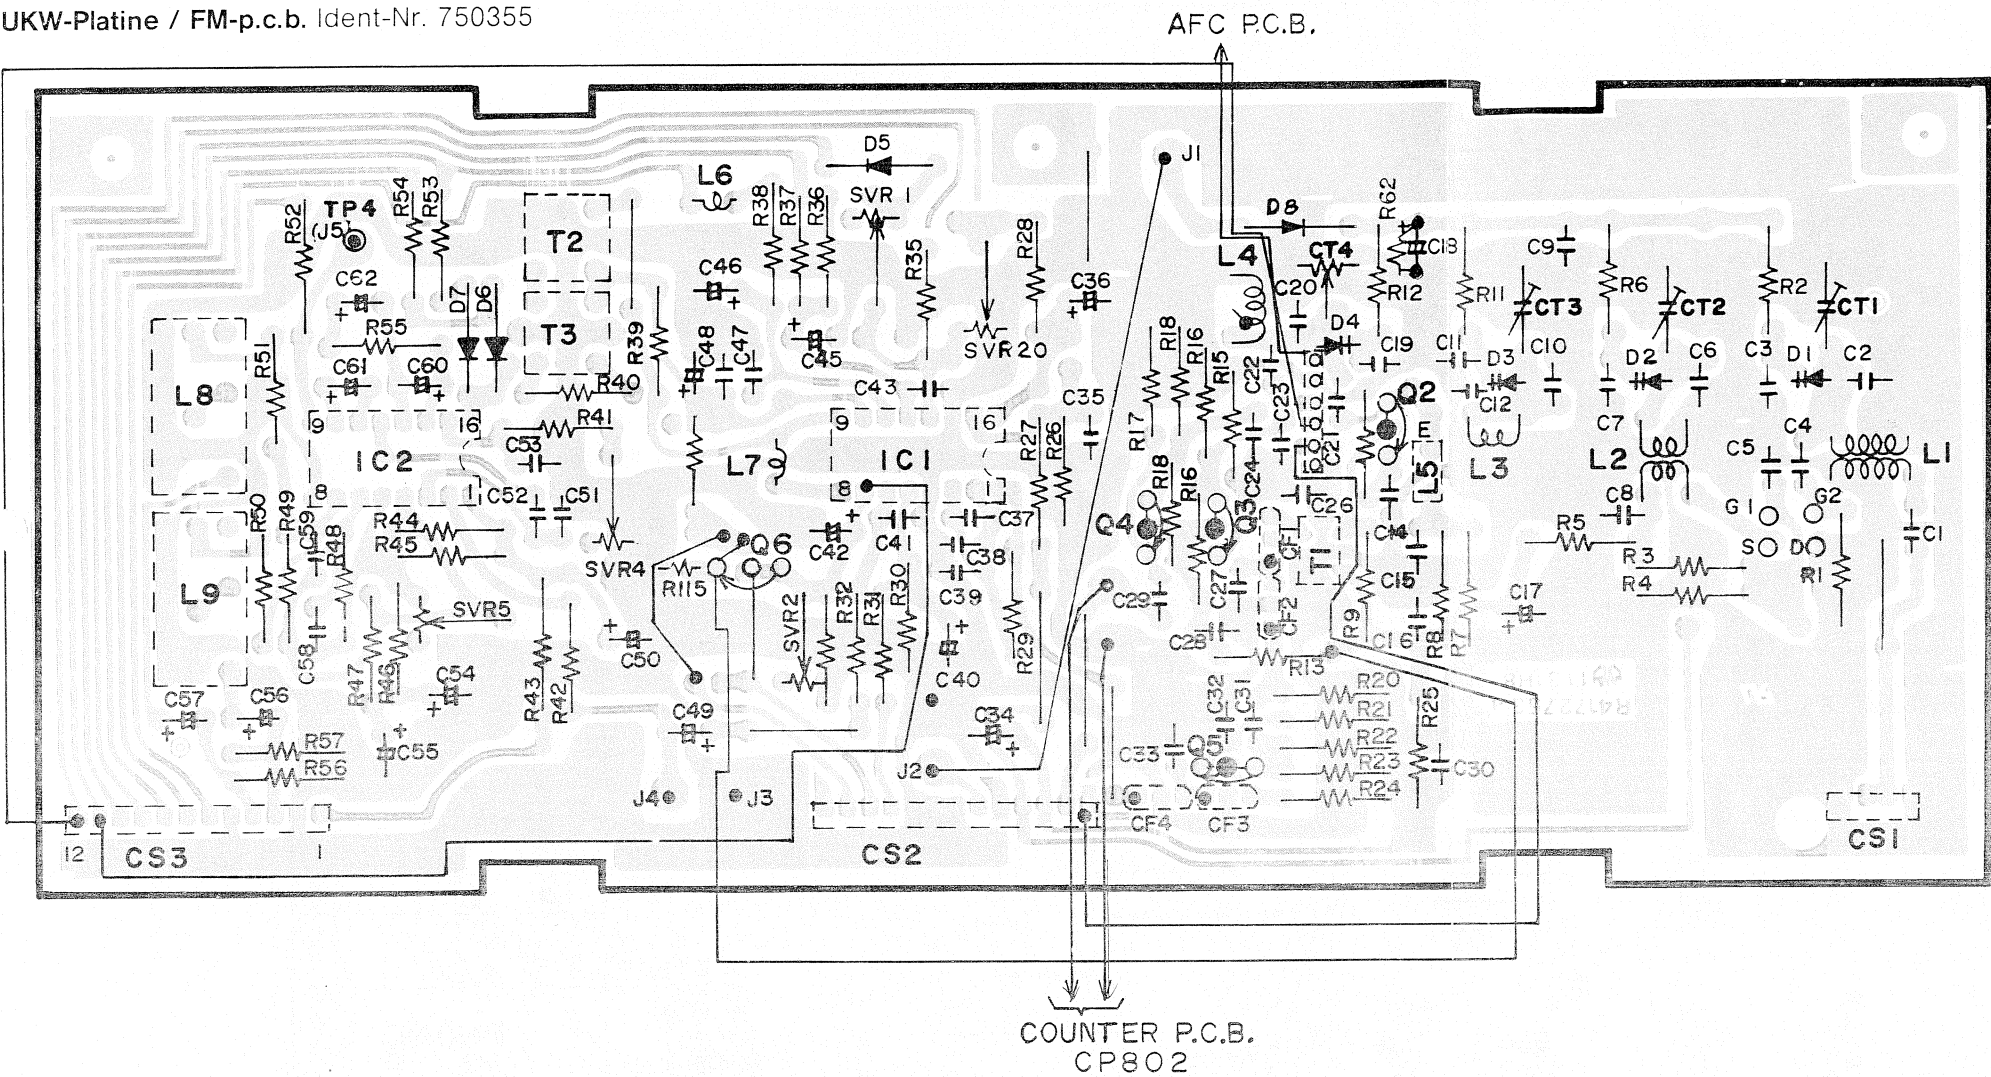 UKW-Platine / FM-p.c.b. Ident-Nr. 750355
AFC P.C.B.
D5
J1
L6
R54
R53
R38
R37
R36
SVR 1
R62
R52
TP4
(J5)
T2
D8
C18
C9
R28
R35
L4
CT4
C62
C46
C36
C20
R12
R11
CT3
R6
CT2
R2
CT1
D7
D6
T3
R39
R55
C48
C47
C45
SVR20
R18
R16
R15
D4
C19
C11
D3
C10
D2
C6
C3
D1
C2
R51
C61
C60
R40
C43
C22
Q2
C12
L8
9
16
R41
9
16
C35
R17
C23
E
C7
C4
IC2
C53
L7
IC1
R27
R26
C21
L5
L3
L2
C5
L1
8
1
8
R18
R16
C24
C26
C8
G1
G2
R50
R49
C59
R48
C52
C51
R44
R45
C42
C41
C37
C38
Q4
Q3
CF1
T1
C14
R5
S
D
C1
Q6
SVR4
R115
R30
C39
R3
R4
R1
L9
SVR5
SVR2
R32
R31
C29
C27
CF2
C15
C17
C58
C50
R29
C28
R9
C16
R8
R7
R47
R46
C54
R43
R42
C40
R13
C57
C56
C49
C34
C32
C31
R20
R21
R25
R57
R56
C55
C33
Q5
R22
R23
R24
C30
J2
J4
J3
CF4
CF3
12
CS3
1
CS2
CS1
COUNTER P.C.B.
CP802